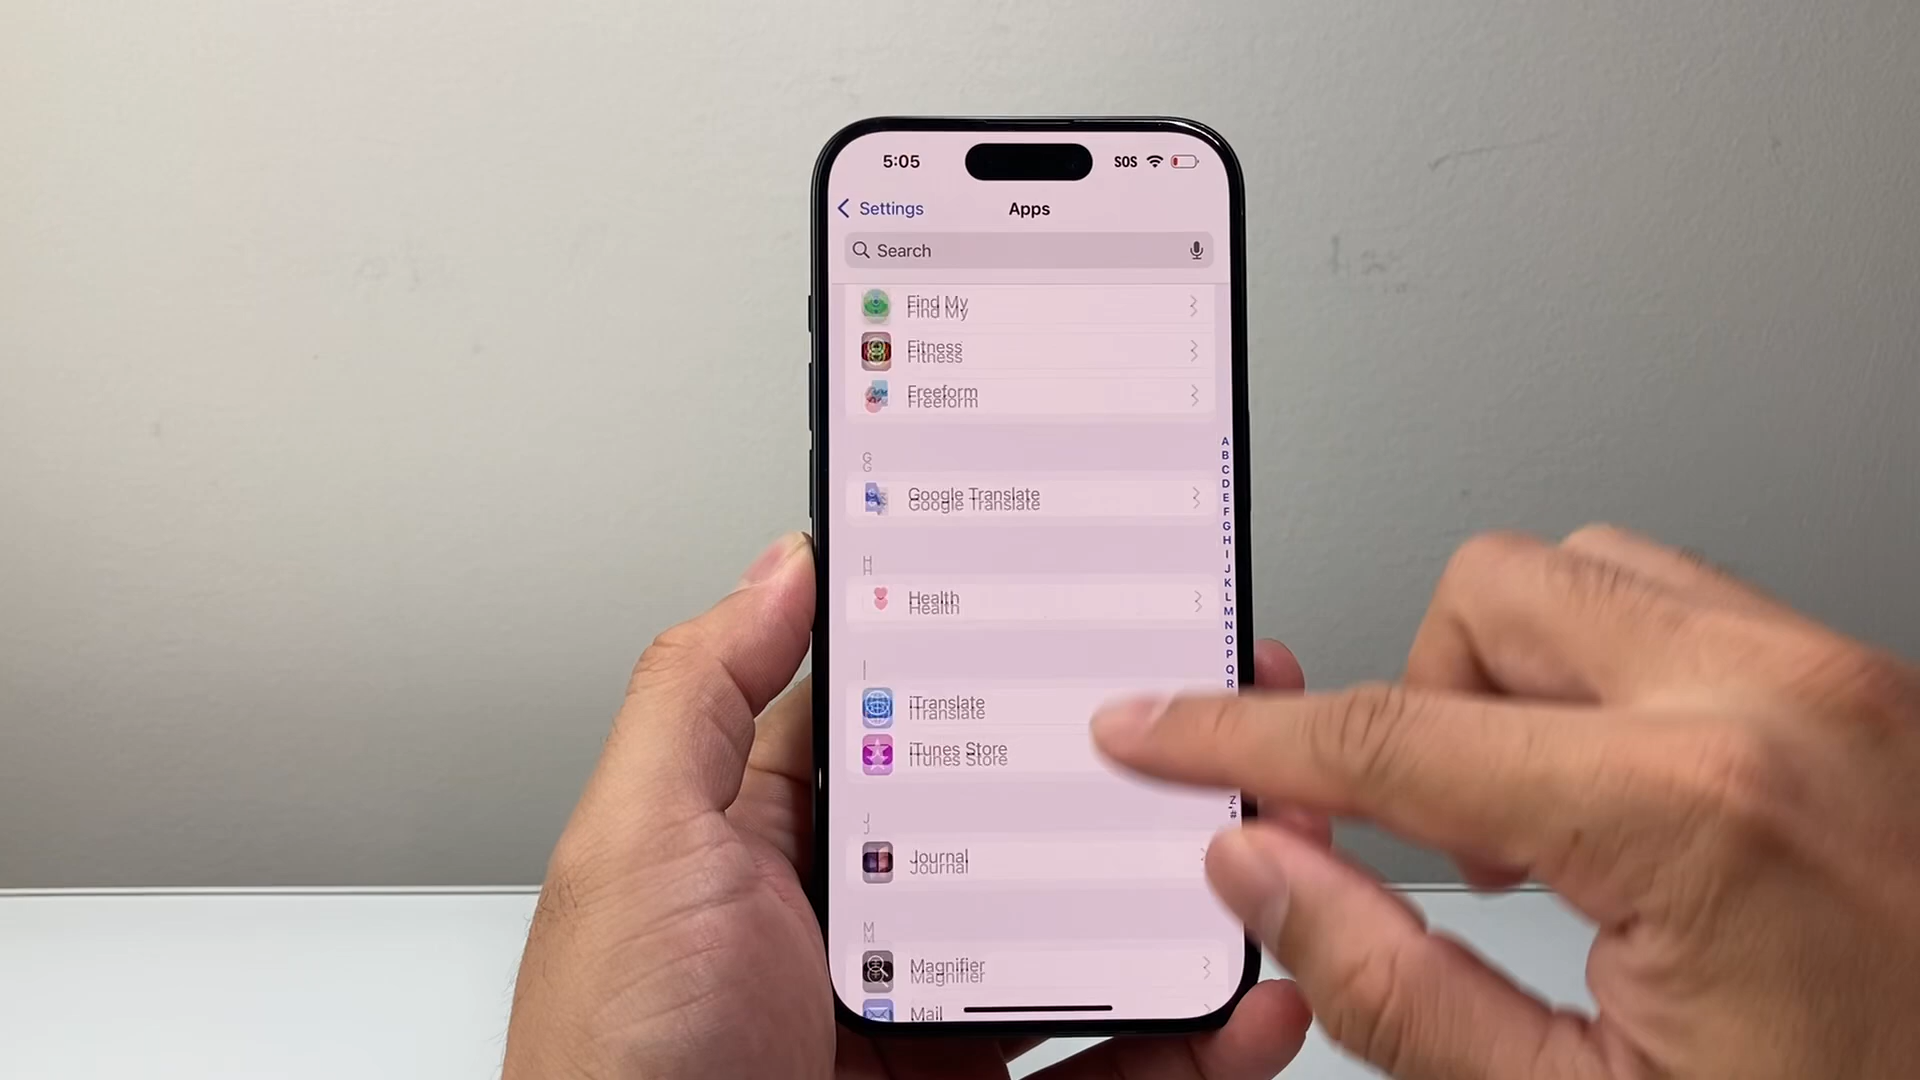 5:05 SOS
Settings Apps
Search
Find My
Fitness
Freeform
G
Google Translate
H
Health
I
iTranslate
iTunes Store
J
Journal
M
Magnifier
Mail
A
B
C
D
E
F
G
H
I
J
K
L
M
N
O
P
Q
R
Z
#